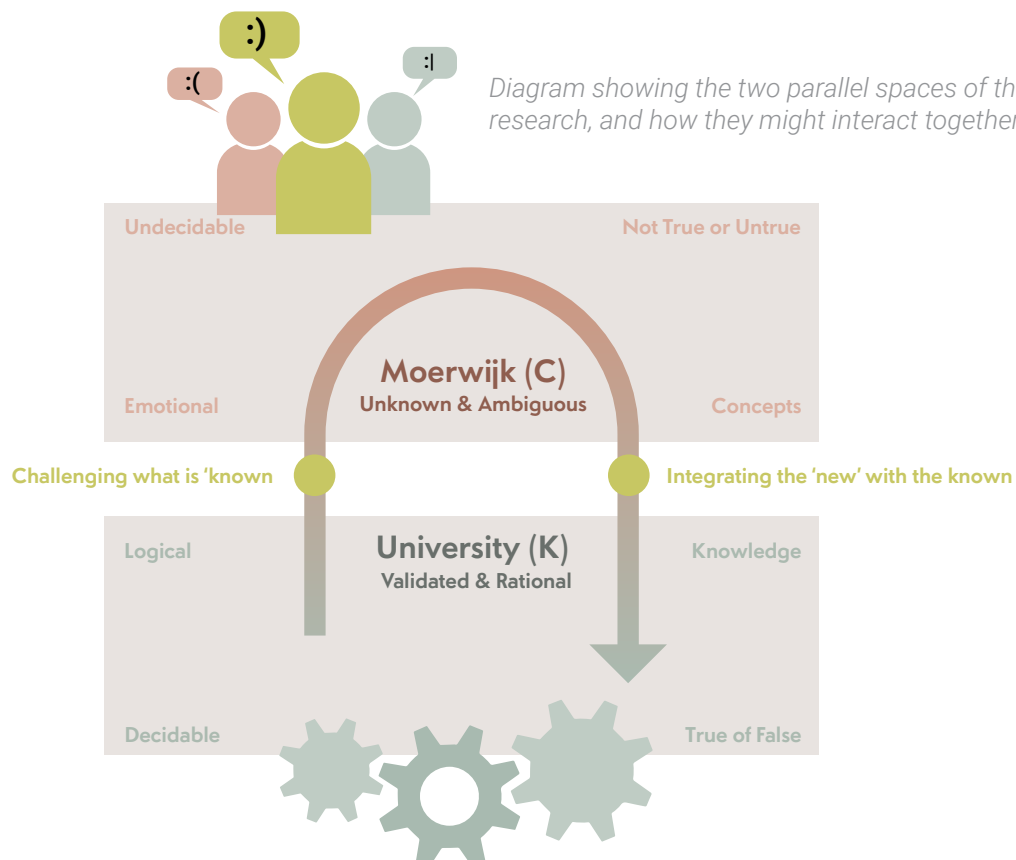 :)
:(
:|
Diagram showing the two parallel spaces of th
research, and how they might interact together
Undecidable
Not True or Untrue
Moerwijk (C)
Unknown & Ambiguous
Emotional
Concepts
Challenging what is ‘known
Integrating the ‘new’ with the known
Logical
University (K)
Knowledge
Validated & Rational
Decidable
True of False